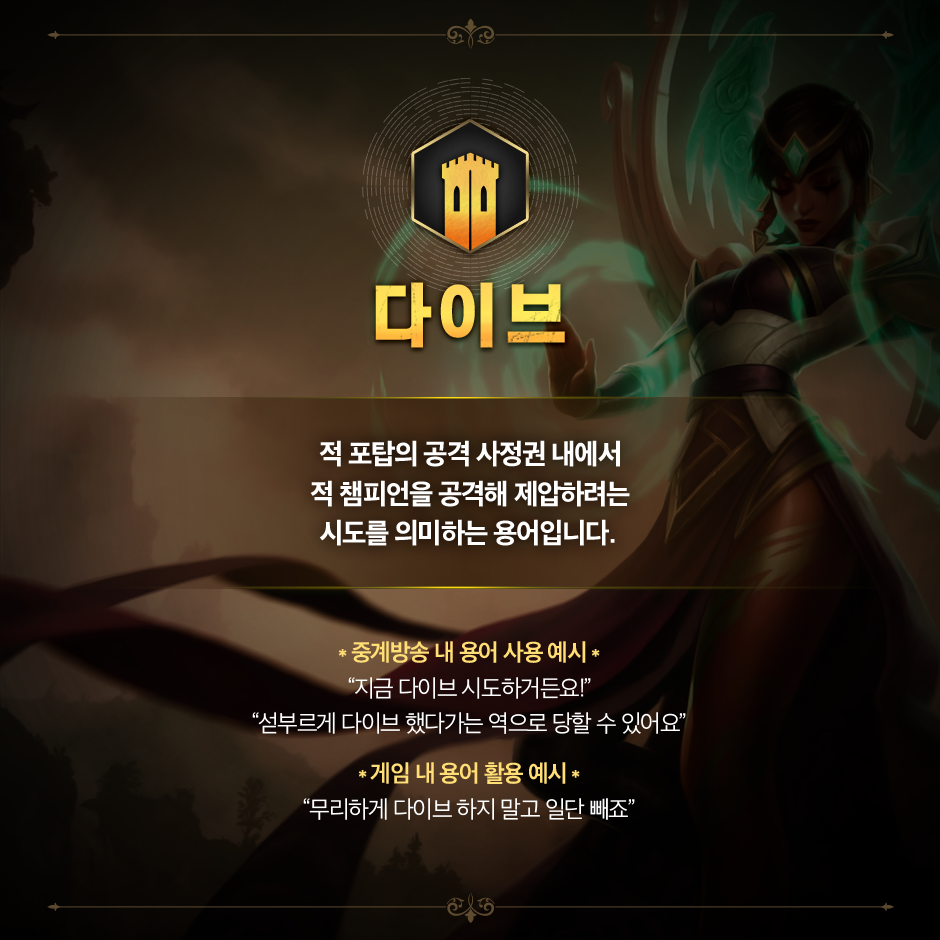 다이브
적 포탑의 공격 사정권 내에서
적 챔피언을 공격해 제압하려는
시도를 의미하는 용어입니다.
* 중계방송 내 용어 사용 예시 *
“지금 다이브 시도하거든요!”
“섣부르게 다이브 했다가는 역으로 당할 수 있어요”
* 게임 내 용어 활용 예시 *
“무리하게 다이브 하지 말고 일단 빼죠”